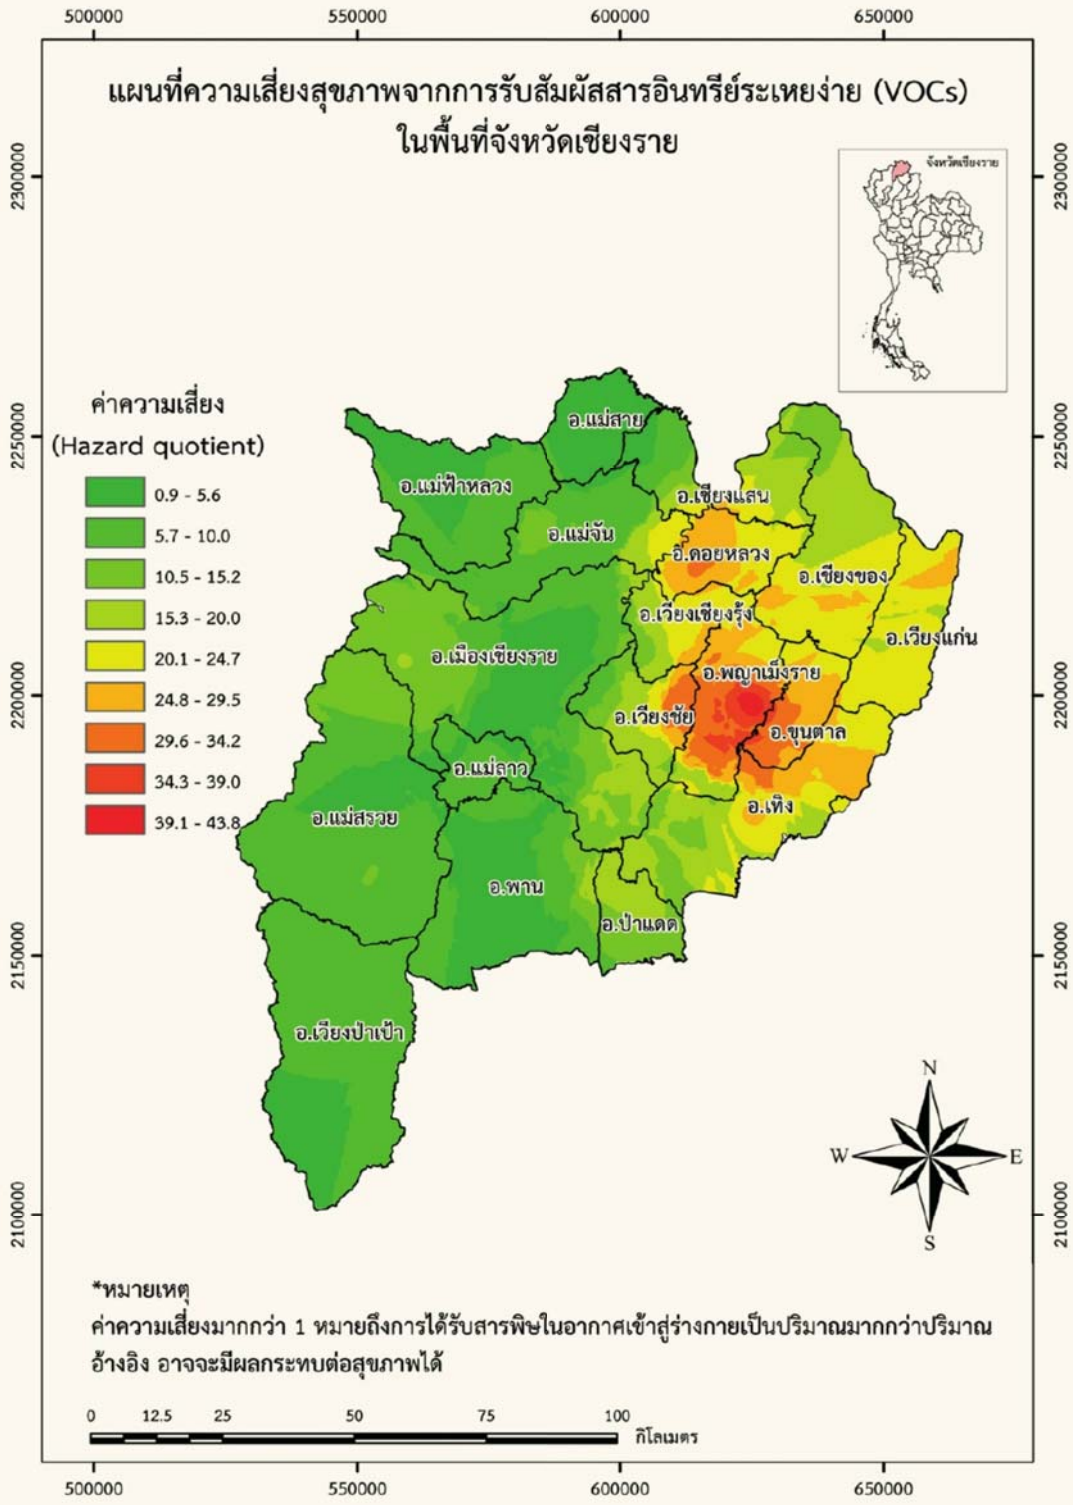 500000 550000 600000 650000
แผนที่ความเสี่ยงสุขภาพจากการรับสัมผัสสารอินทรีย์ระเหยง่าย (VOCs)
ในพื้นที่จังหวัดเชียงราย
จังหวัดเชียงราย
2300000 2300000
2250000 2250000
2200000 2200000
2150000 2150000
2100000 2100000
ค่าความเสี่ยง
(Hazard quotient)
0.9 - 5.6
5.7 - 10.0
10.5 - 15.2
15.3 - 20.0
20.1 - 24.7
24.8 - 29.5
29.6 - 34.2
34.3 - 39.0
39.1 - 43.8
อ.แม่สาย
อ.แม่ฟ้าหลวง
อ.เชียงแสน
อ.แม่จัน
อ.ดอยหลวง
อ.เชียงของ
อ.เวียงเชียงรุ้ง
อ.เวียงแก่น
อ.เมืองเชียงราย
อ.พญาเม็งราย
อ.เวียงชัย
อ.ขุนตาล
อ.แม่ลาว
อ.เทิง
อ.แม่สรวย
อ.พาน
อ.ป่าแดด
อ.เวียงป่าเป้า
N
W E
S
*หมายเหตุ
ค่าความเสี่ยงมากกว่า 1 หมายถึงการได้รับสารพิษในอากาศเข้าสู่ร่างกายเป็นปริมาณมากกว่าปริมาณ
อ้างอิง อาจจะมีผลกระทบต่อสุขภาพได้
0 12.5 25 50 75 100
กิโลเมตร
500000 550000 600000 650000